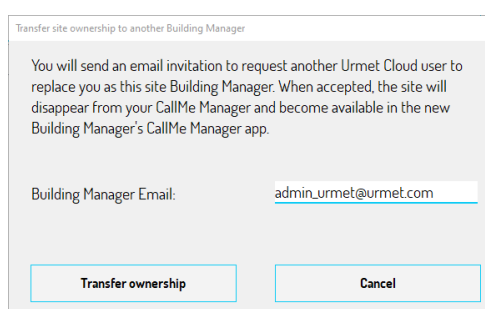 Transfer site ownership to another Building Manager
You will send an email invitation to request another Urmet Cloud user to
replace you as this site Building Manager. When accepted, the site will
disappear from your CallMe Manager and become available in the new
Building Manager's CallMe Manager app.
Building Manager Email: admin_urmet@urmet.com
Transfer ownership Cancel